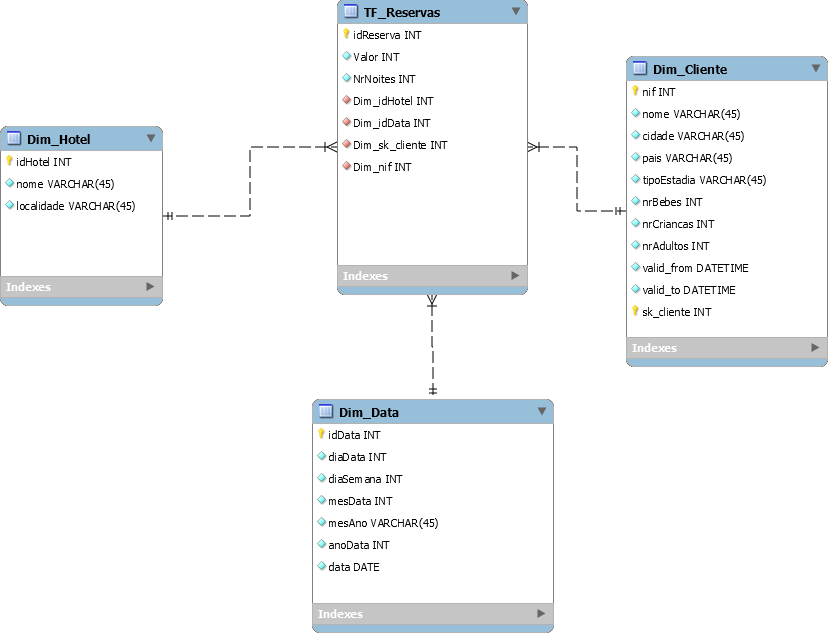 TF_Reservas
idReserva INT
Valor INT
NrNoites INT
Dim_idHotel INT
Dim_idData INT
Dim_sk_cliente INT
Dim_nif INT
Indexes
Dim_Cliente
nif INT
nome VARCHAR(45)
cidade VARCHAR(45)
pais VARCHAR(45)
tipoEstadia VARCHAR(45)
nrBebes INT
nrCriancas INT
nrAdultos INT
valid_from DATETIME
valid_to DATETIME
sk_cliente INT
Indexes
Dim_Hotel
idHotel INT
nome VARCHAR(45)
localidade VARCHAR(45)
Indexes
Dim_Data
idData INT
diaData INT
diaSemana INT
mesData INT
mesAno VARCHAR(45)
anoData INT
data DATE
Indexes